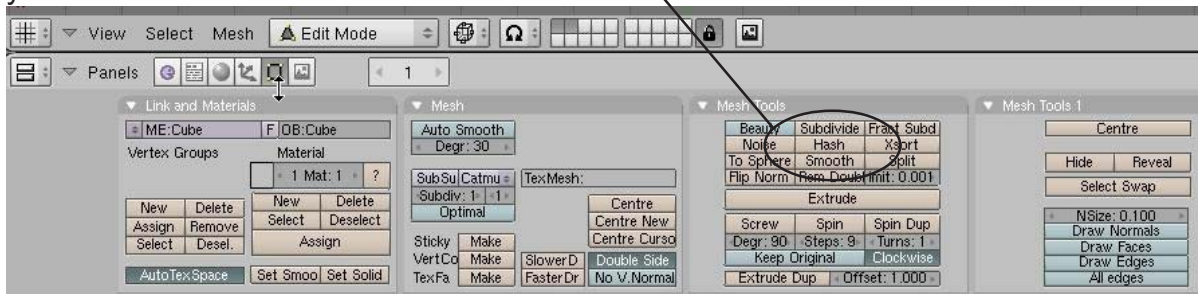 View Select Mesh Edit Mode
Panels 1
Link and Materials
ME:Cube F OB:Cube
Vertex Groups Material
1 Mat: 1 ?
New Delete New Delete
Assign Remove Select Deselect
Select Desel. Assign
AutoTexSpace Set Smoo Set Solid
Mesh
Auto Smooth
Degr: 30
SubSu Catmu TexMesh:
Subdiv: 1 1
Optimal Centre
Centre New
Sticky Make Centre Curso
VertCo Make SlowerD Double Side
TexFa Make FasterDr No V.Normal
Mesh Tools
Beauty Subdivide Fract Subd
Noise Hash Xsort
To Sphere Smooth Split
Flip Norm Rem Doubl limit: 0.001
Extrude
Screw Spin Spin Dup
Degr: 90 Steps: 9 Turns: 1
Keep Original Clockwise
Extrude Dup Offset: 1.000
Mesh Tools 1
Centre
Hide Reveal
Select Swap
NSize: 0.100
Draw Normals
Draw Faces
Draw Edges
All edges